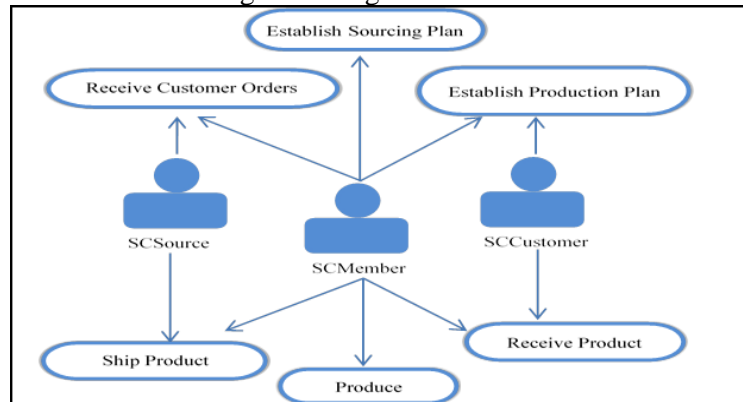 Establish Sourcing Plan
Receive Customer Orders
Establish Production Plan
SCSource
SCCustomer
SCMember
Receive Product
Ship Product
Produce